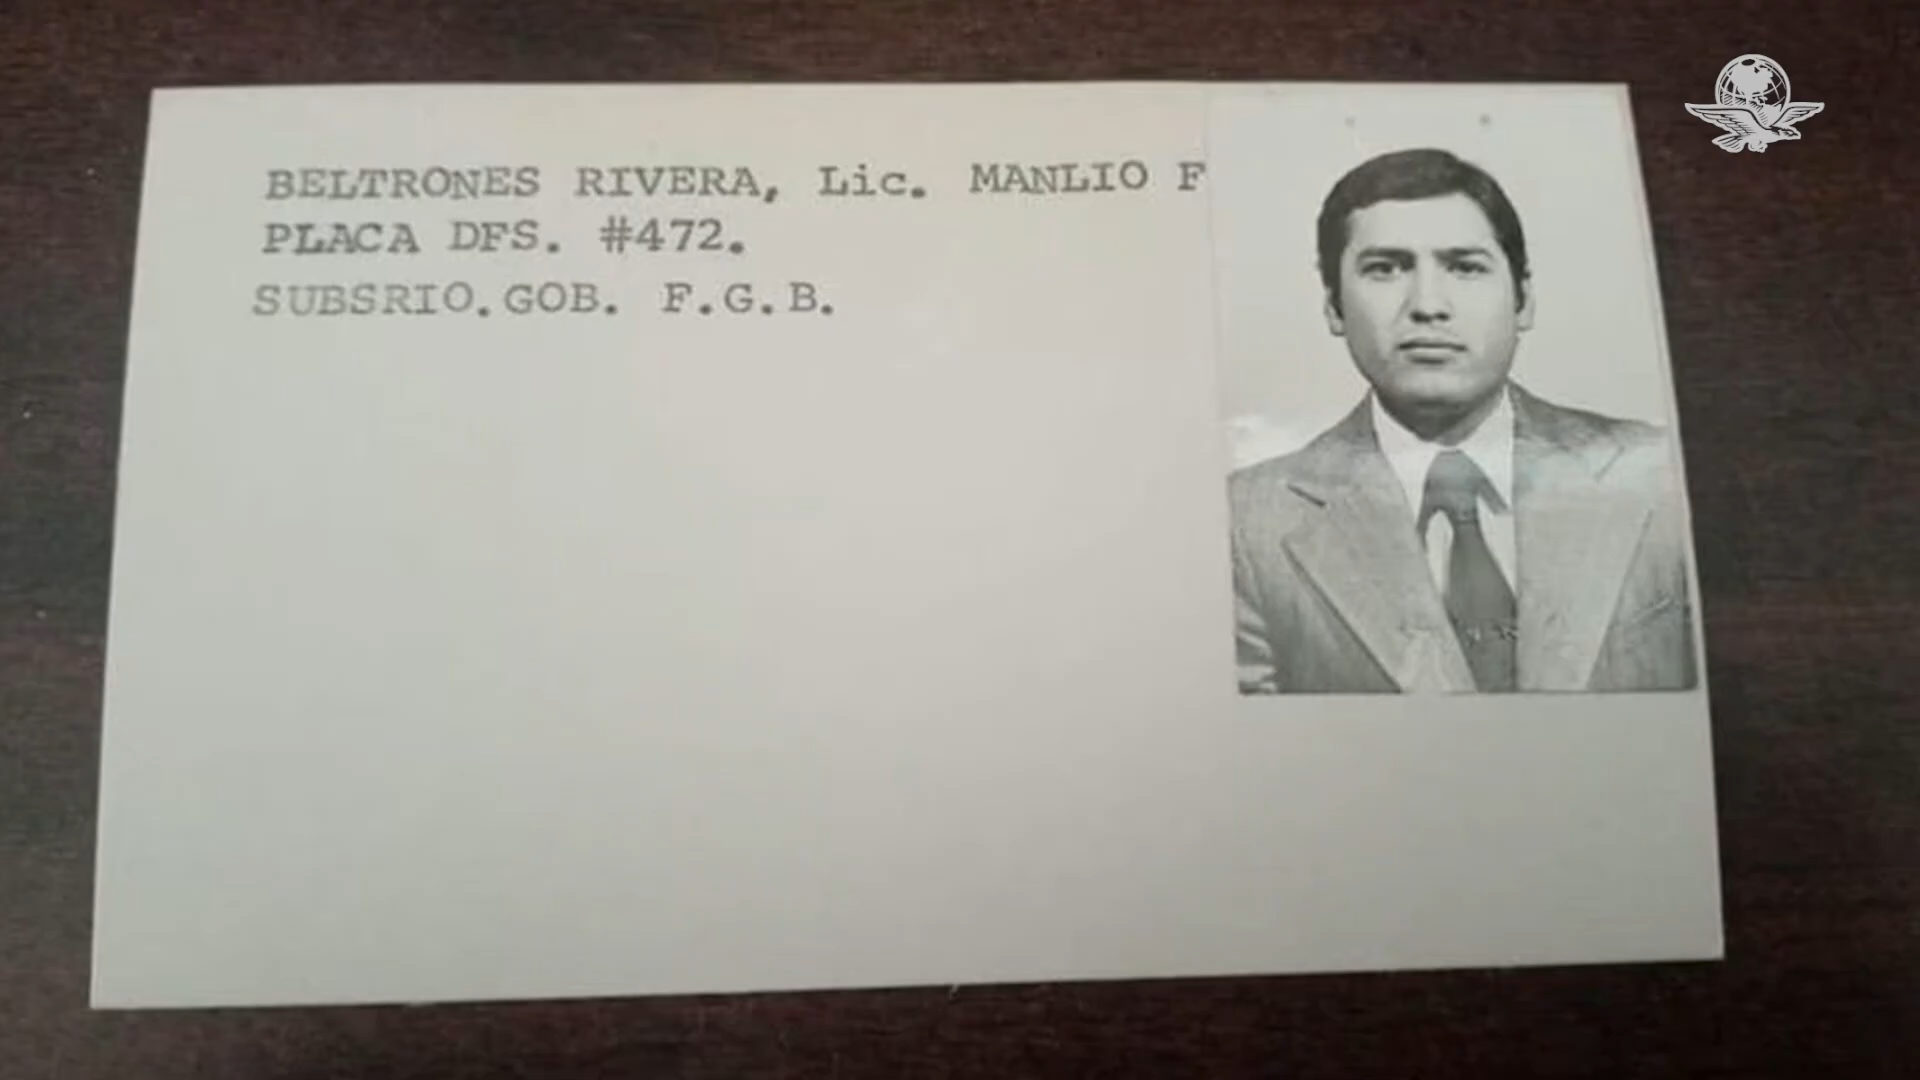 BELTRONES RIVERA, Lic. MANLIO F
PLACA DFS. #472.
SUBSRIO.GOB. F.G.B.